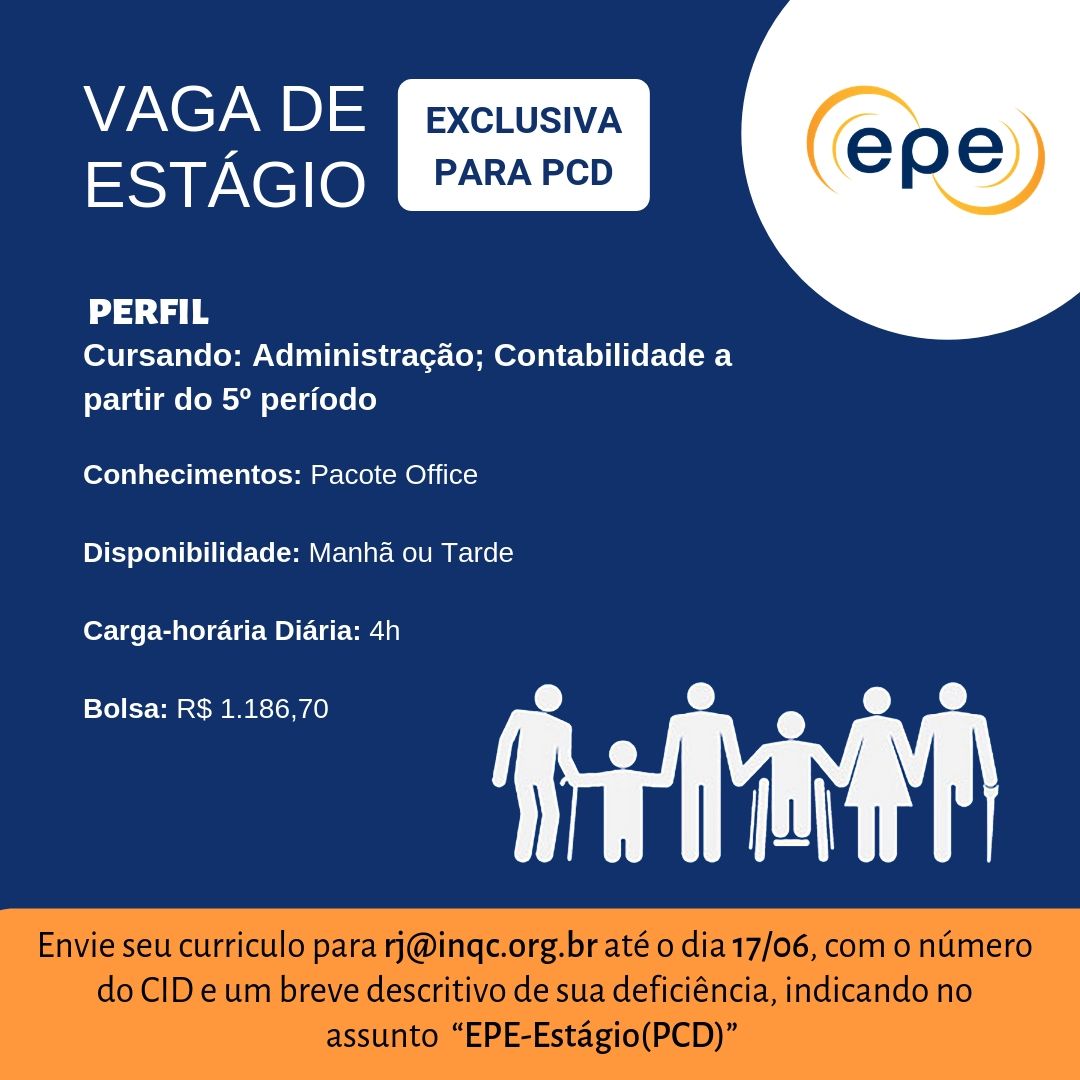 VAGA DE
ESTÁGIO
EXCLUSIVA
PARA PCD
epe
PERFIL
Cursando: Administração; Contabilidade a
partir do 5º período
Conhecimentos: Pacote Office
Disponibilidade: Manhã ou Tarde
Carga-horária Diária: 4h
Bolsa: R$ 1.186,70
Envie seu curriculo para rj@inqc.org.br até o dia 17/06, com o número
do CID e um breve descritivo de sua deficiência, indicando no
assunto “EPE-Estágio(PCD)”